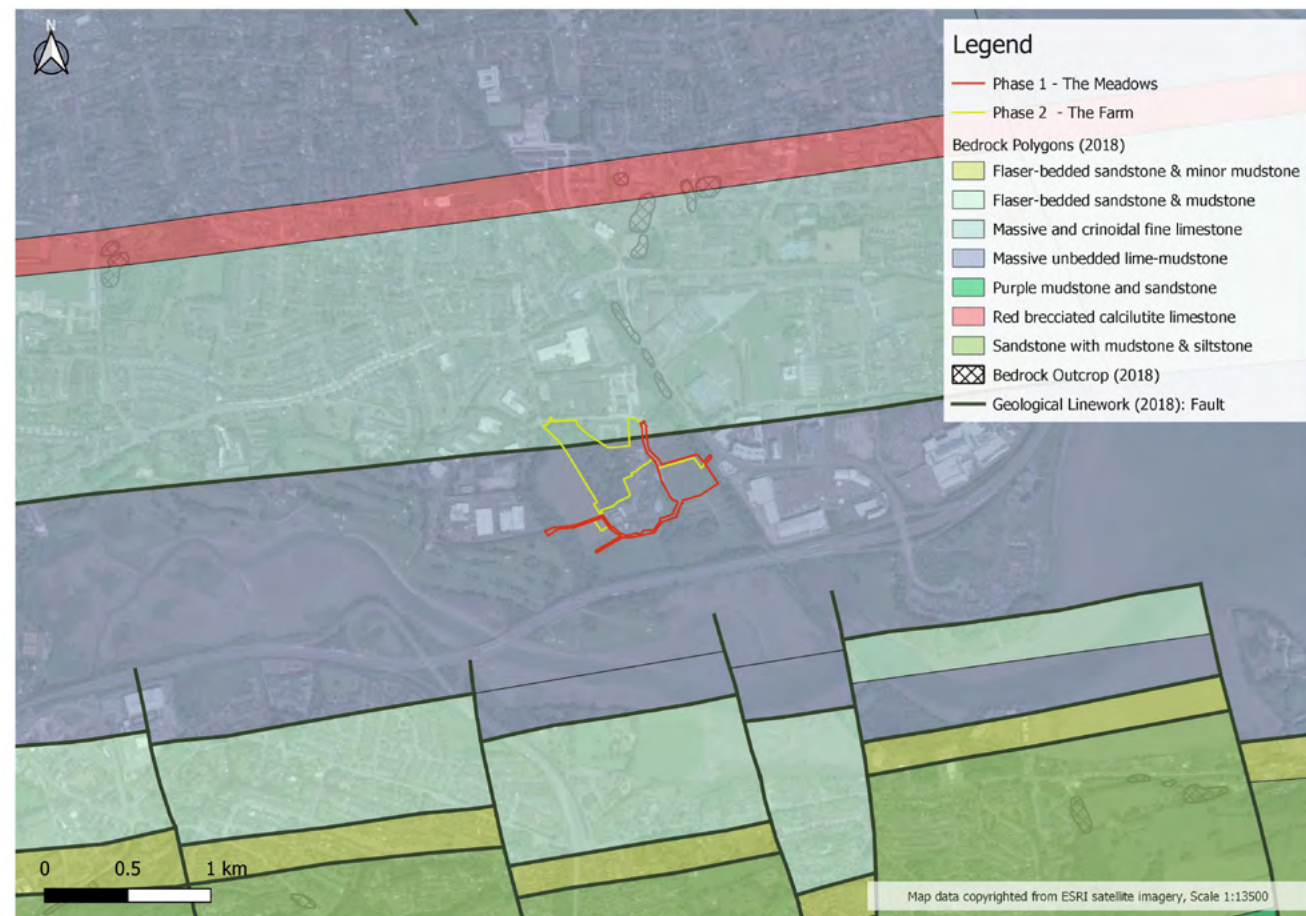 N
Legend
Phase 1 - The Meadows
Phase 2 - The Farm
Bedrock Polygons (2018)
Flaser-bedded sandstone & minor mudstone
Flaser-bedded sandstone & mudstone
Massive and crinoidal fine limestone
Massive unbedded lime-mudstone
Purple mudstone and sandstone
Red brecciated calcilutite limestone
Sandstone with mudstone & siltstone
Bedrock Outcrop (2018)
Geological Linework (2018): Fault
0 0.5 1 km
Map data copyrighted from ESRI satellite imagery, Scale 1:13500